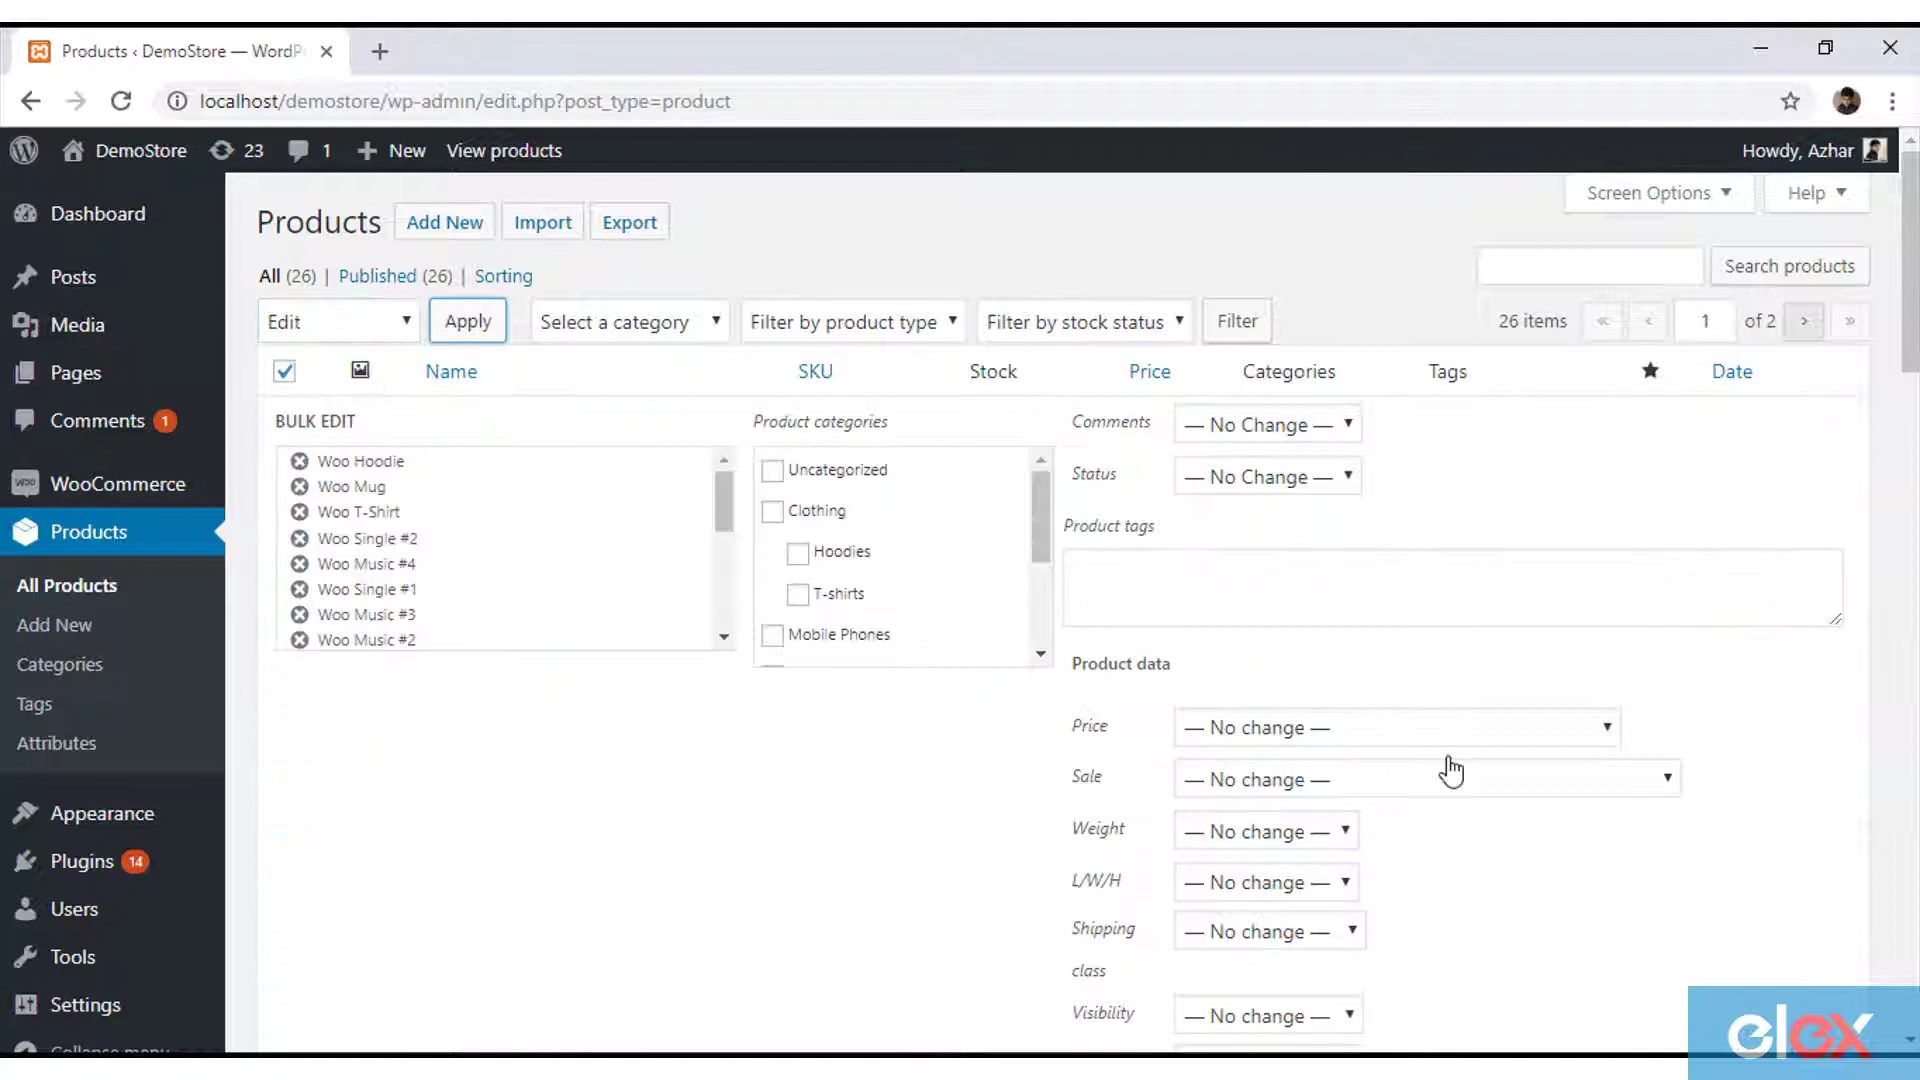 Products ‹ DemoStore — WordP
localhost/demostore/wp-admin/edit.php?post_type=product
DemoStore 23 1 New View products Howdy, Azhar
Screen Options Help
Dashboard
Posts
Media
Pages
Comments 1
WooCommerce
Products
All Products
Add New
Categories
Tags
Attributes
Appearance
Plugins 14
Users
Tools
Settings
Collapse menu
Products Add New Import Export
All (26) | Published (26) | Sorting
Search products
Edit Apply Select a category Filter by product type Filter by stock status Filter 26 items « ‹ 1 of 2 › »
Name SKU Stock Price Categories Tags Date
BULK EDIT
Woo Hoodie
Woo Mug
Woo T-Shirt
Woo Single #2
Woo Music #4
Woo Single #1
Woo Music #3
Woo Music #2
Product categories
Uncategorized
Clothing
Hoodies
T-shirts
Mobile Phones
Comments — No Change —
Status — No Change —
Product tags
Product data
Price — No change —
Sale — No change —
Weight — No change —
L/W/H — No change —
Shipping class — No change —
Visibility — No change —
elex